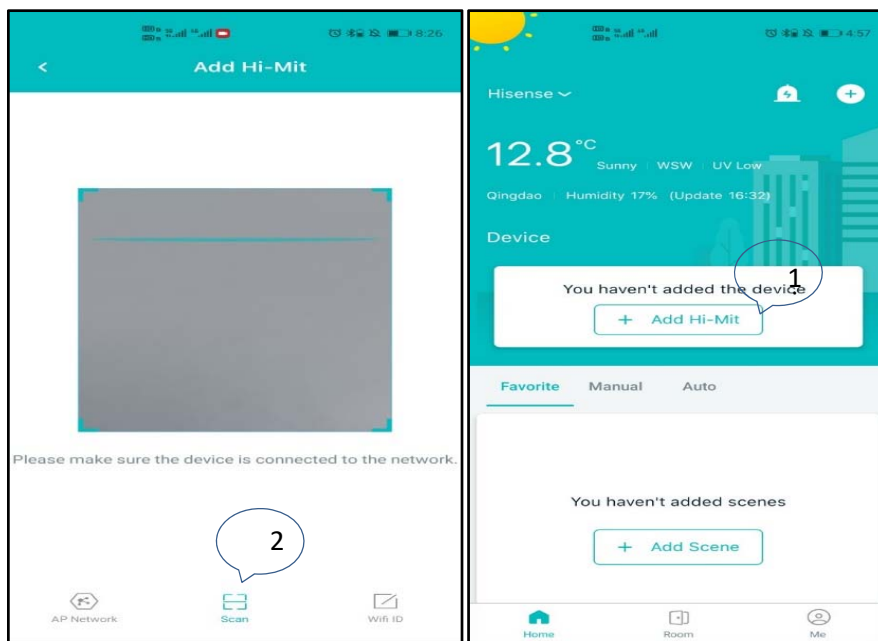 8:26
Add Hi-Mit
Please make sure the device is connected to the network.
2
AP Network
Scan
Wifi ID
4:57
Hisense
12.8°C
Sunny WSW UV Low
Qingdao Humidity 17% (Update 16:32)
Device
1
You haven't added the device
+ Add Hi-Mit
Favorite Manual Auto
You haven't added scenes
+ Add Scene
Home Room Me